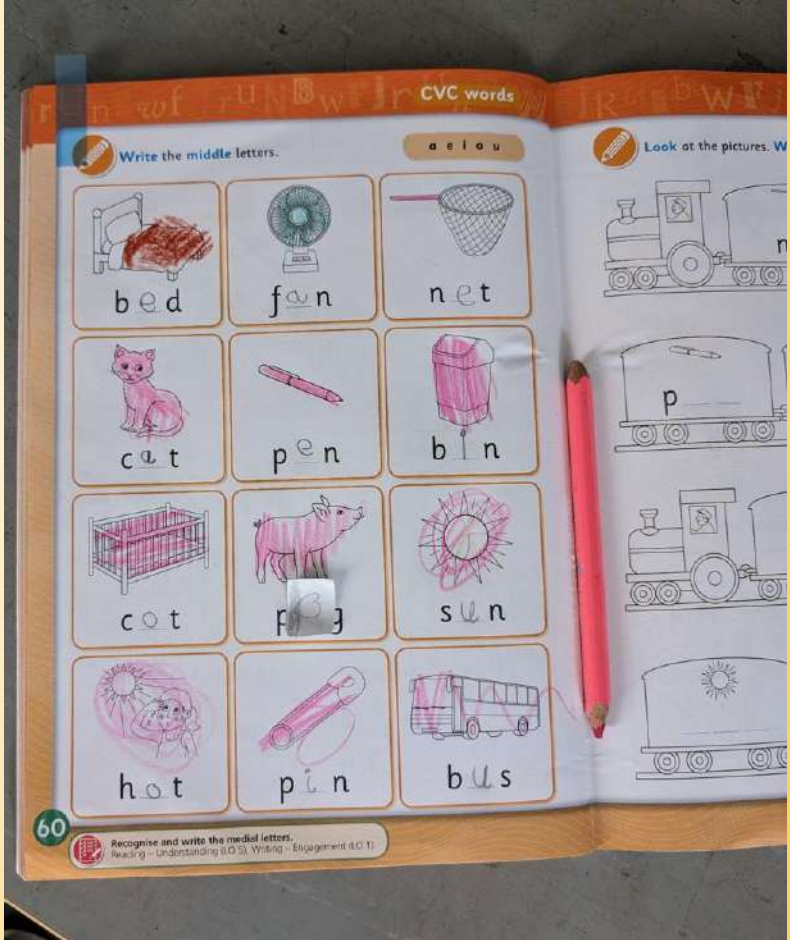 CVC words
Write the middle letters.
a e i o u
Look at the pictures. W
bed fan net
n
cat pen bin
p
cot pog sun
hot pin bus
60
Recognise and write the medial letters.
Reading – Understanding (LO 5), Writing – Engagement (LO 1)